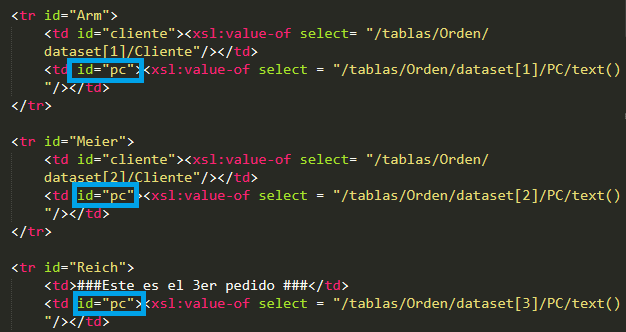 <tr id="Arm">
<td id="cliente"><xsl:value-of select= "/tablas/Orden/
dataset[1]/Cliente"/></td>
<td id="pc"><xsl:value-of select = "/tablas/Orden/dataset[1]/PC/text()
"/></td>
</tr>
<tr id="Meier">
<td id="cliente"><xsl:value-of select= "/tablas/Orden/
dataset[2]/Cliente"/></td>
<td id="pc"><xsl:value-of select = "/tablas/Orden/dataset[2]/PC/text()
"/></td>
</tr>
<tr id="Reich">
<td>###Este es el 3er pedido ###</td>
<td id="pc"><xsl:value-of select = "/tablas/Orden/dataset[3]/PC/text()
"/></td>